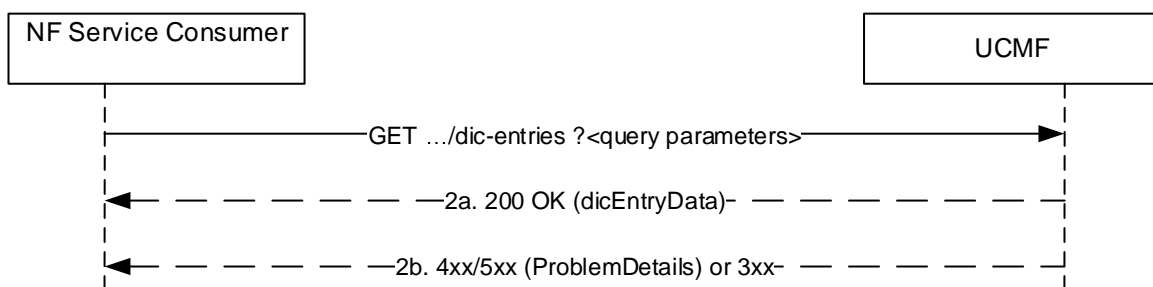 NF Service Consumer
UCMF
GET …/dic-entries ?<query parameters>
2a. 200 OK (dicEntryData)
2b. 4xx/5xx (ProblemDetails) or 3xx